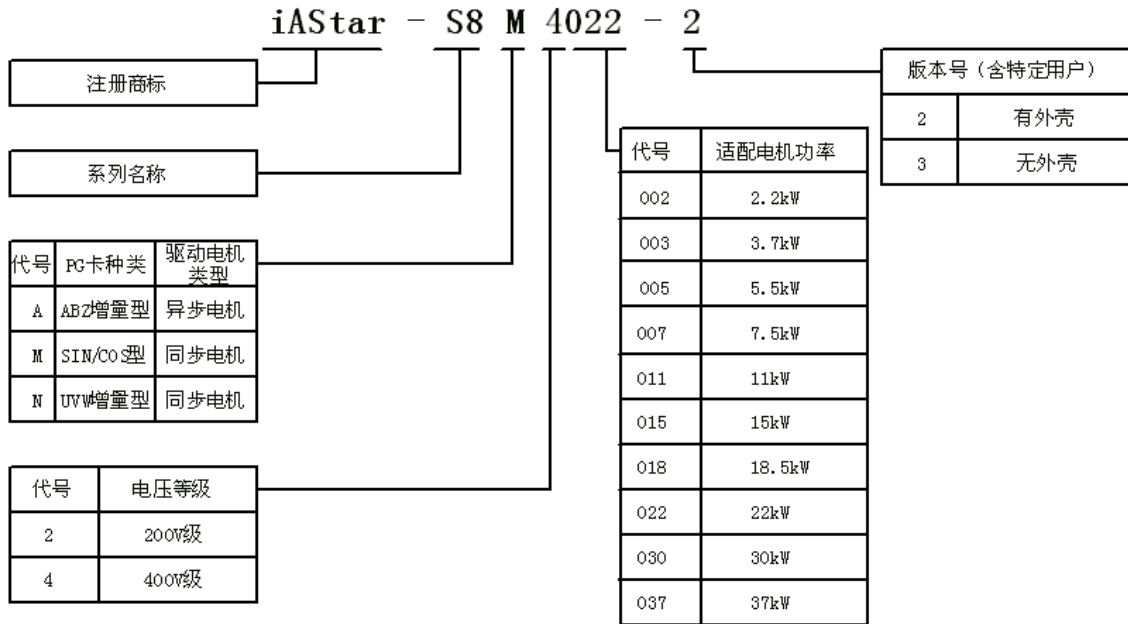 iAStar - S8 M 4022 - 2
注册商标
系列名称
代号 PG卡种类 驱动电机类型
A ABZ增量型 异步电机
M SIN/COS型 同步电机
N UVW增量型 同步电机
代号 电压等级
2 200V级
4 400V级
代号 适配电机功率
002 2.2kW
003 3.7kW
005 5.5kW
007 7.5kW
011 11kW
015 15kW
018 18.5kW
022 22kW
030 30kW
037 37kW
版本号（含特定用户）
2 有外壳
3 无外壳